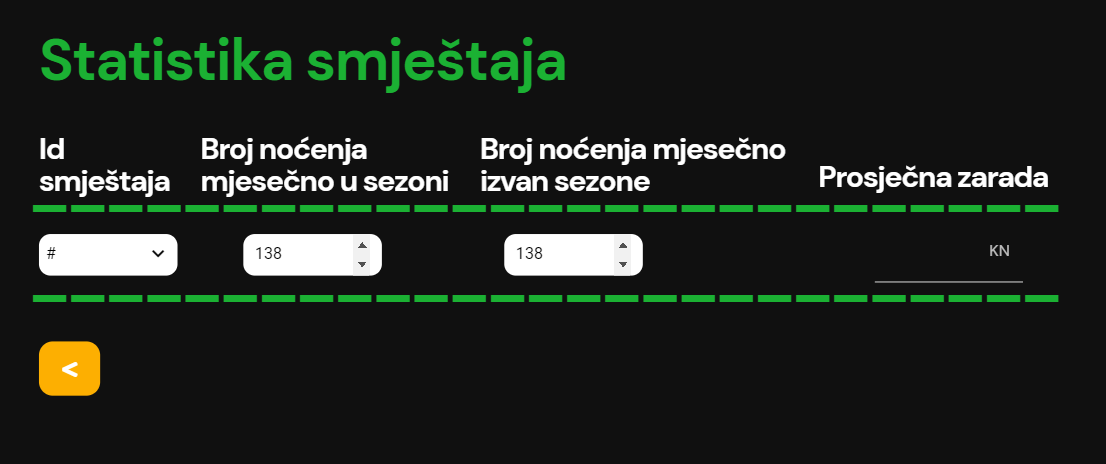 Statistika smještaja
Id
smještaja
Broj noćenja
mjesečno u sezoni
Broj noćenja mjesečno
izvan sezone
Prosječna zarada
#
138
138
KN
<